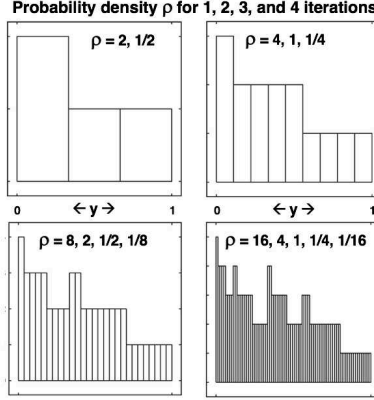 Probability density ρ for 1, 2, 3, and 4 iterations
ρ = 2, 1/2
ρ = 4, 1, 1/4
0 ← y → 1
0 ← y → 1
ρ = 8, 2, 1/2, 1/8
ρ = 16, 4, 1, 1/4, 1/16